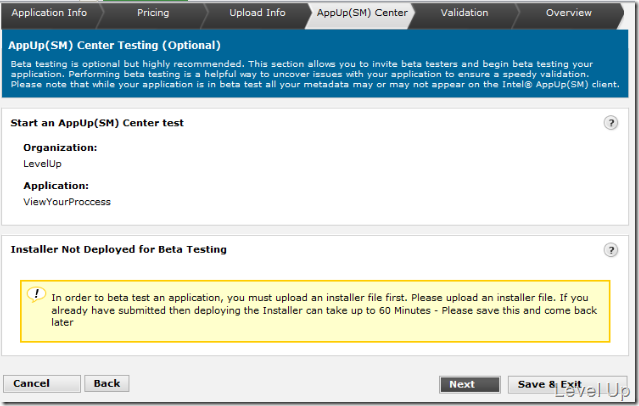 Application Info
Pricing
Upload Info
AppUp(SM) Center
Validation
Overview
AppUp(SM) Center Testing (Optional)
Beta testing is optional but highly recommended. This section allows you to invite beta testers and begin beta testing your
application. Performing beta testing is a helpful way to uncover issues with your application to ensure a speedy validation.
Please note that while your application is in beta test all your metadata may or may not appear on the Intel® AppUp(SM) client.
Start an AppUp(SM) Center test
?
Organization:
LevelUp
Application:
ViewYourProccess
Installer Not Deployed for Beta Testing
?
! In order to beta test an application, you must upload an installer file first. Please upload an installer file. If you
already have submitted then deploying the Installer can take up to 60 Minutes - Please save this and come back
later
Cancel
Back
Next
Save & Exit
Level Up